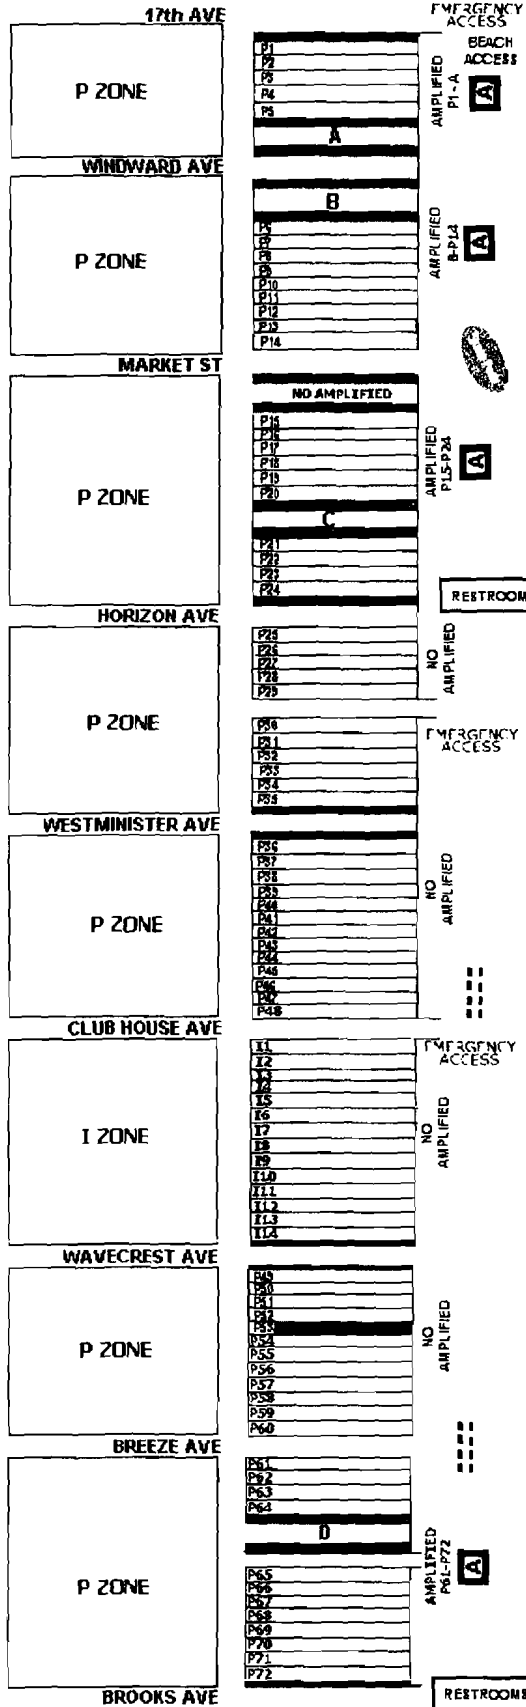 17th AVE
EMERGENCY
ACCESS
BEACH
ACCESS
P ZONE
P1
P2
P3
P4
P5
A
AMPLIFIED
P1-A
A
WINDWARD AVE
P ZONE
B
P6
P7
P8
P9
P10
P11
P12
P13
P14
AMPLIFIED
B-P14
A
MARKET ST
NO AMPLIFIED
P ZONE
P15
P16
P17
P18
P19
P20
C
P21
P22
P23
P24
AMPLIFIED
P15-P24
A
RESTROOM
HORIZON AVE
P ZONE
P25
P26
P27
P28
P29
NO
AMPLIFIED
P30
P31
P32
P33
P34
P35
EMERGENCY
ACCESS
WESTMINISTER AVE
P ZONE
P36
P37
P38
P39
P40
P41
P42
P43
P44
P45
P46
P47
P48
NO
AMPLIFIED
CLUB HOUSE AVE
EMERGENCY
ACCESS
I ZONE
I1
I2
I3
I4
I5
I6
I7
I8
I9
I10
I11
I12
I13
I14
NO
AMPLIFIED
WAVECREST AVE
P ZONE
P49
P50
P51
P52
P53
P54
P55
P56
P57
P58
P59
P60
NO
AMPLIFIED
BREEZE AVE
P ZONE
P61
P62
P63
P64
D
P65
P66
P67
P68
P69
P70
P71
P72
AMPLIFIED
P61-P72
A
BROOKS AVE
RESTROOMS